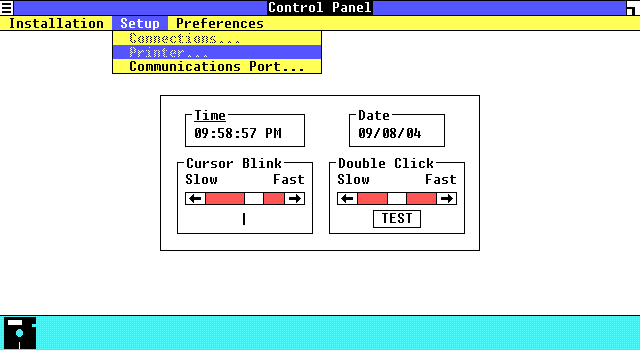 Control Panel
Installation Setup Preferences
Connections...
Printer...
Communications Port...
Time Date
09:58:57 PM 09/08/04
Cursor Blink Double Click
Slow Fast Slow Fast
TEST